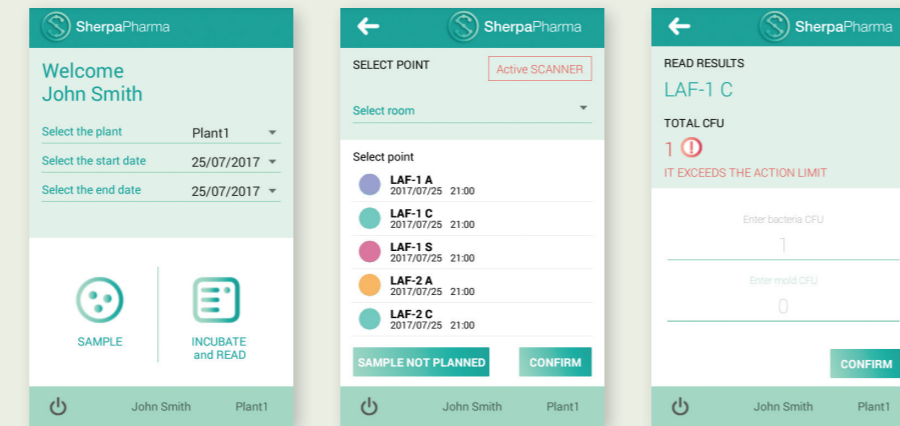 SherpaPharma
Welcome
John Smith
Select the plant Plant1
Select the start date 25/07/2017
Select the end date 25/07/2017
SAMPLE
INCUBATE
and READ
John Smith Plant1
SherpaPharma
SELECT POINT Active SCANNER
Select room
Select point
LAF-1 A
2017/07/25 21:00
LAF-1 C
2017/07/25 21:00
LAF-1 S
2017/07/25 21:00
LAF-2 A
2017/07/25 21:00
LAF-2 C
2017/07/25 21:00
SAMPLE NOT PLANNED CONFIRM
John Smith Plant1
SherpaPharma
READ RESULTS
LAF-1 C
TOTAL CFU
1
IT EXCEEDS THE ACTION LIMIT
Enter bacteria CFU
1
Enter mold CFU
0
CONFIRM
John Smith Plant1